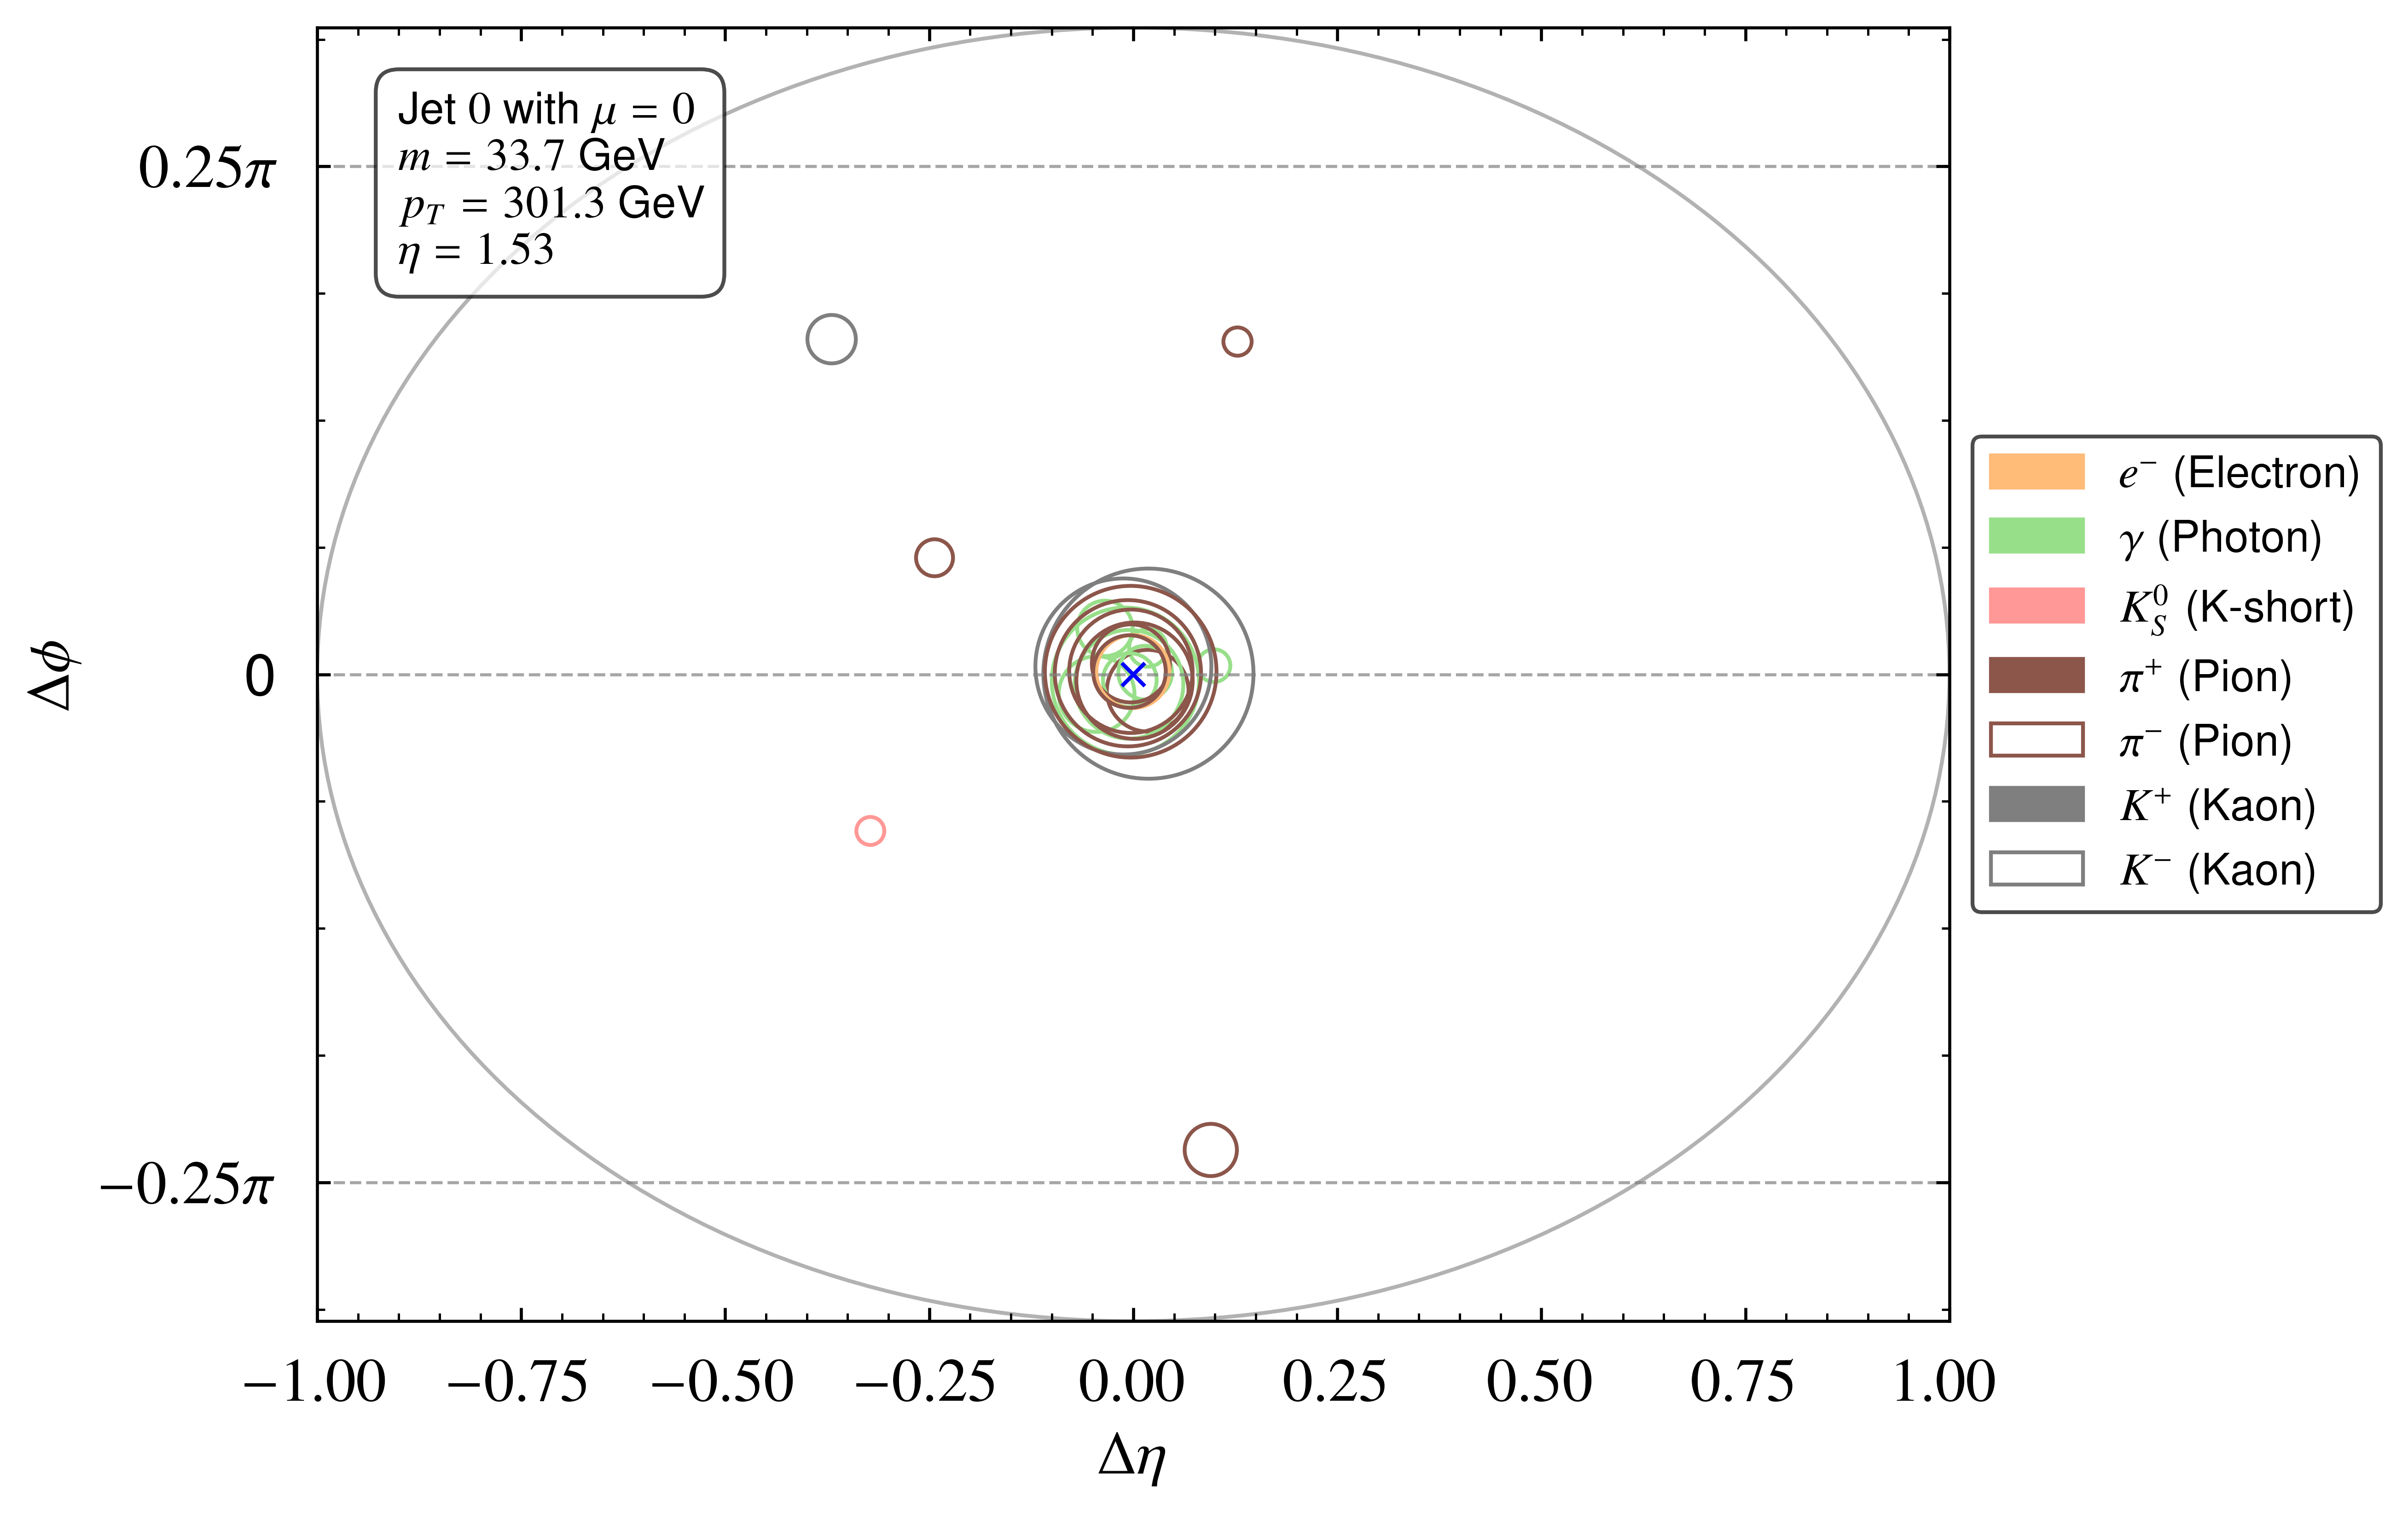 Jet 0 with μ = 0
m = 33.7 GeV
p_T = 301.3 GeV
η = 1.53
0.25π
0
−0.25π
Δϕ
−1.00 −0.75 −0.50 −0.25 0.00 0.25 0.50 0.75 1.00
Δη
e⁻ (Electron)
γ (Photon)
K_S^0 (K-short)
π⁺ (Pion)
π⁻ (Pion)
K⁺ (Kaon)
K⁻ (Kaon)